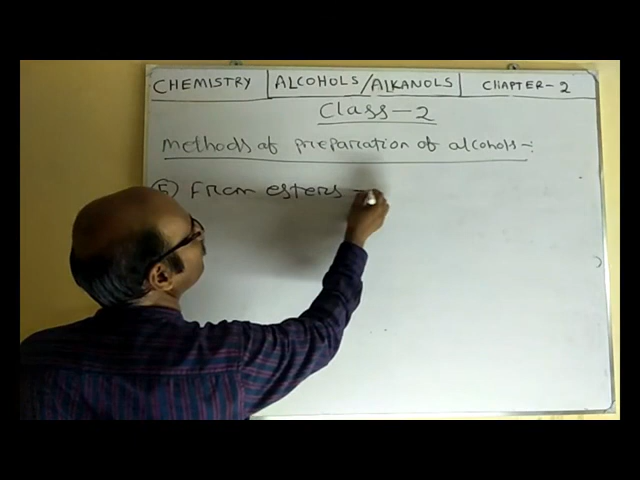 CHEMISTRY ALCOHOLS/ALKANOLS CHAPTER-2
Class-2
Methods of preparation of alcohols-:
5) From esters -